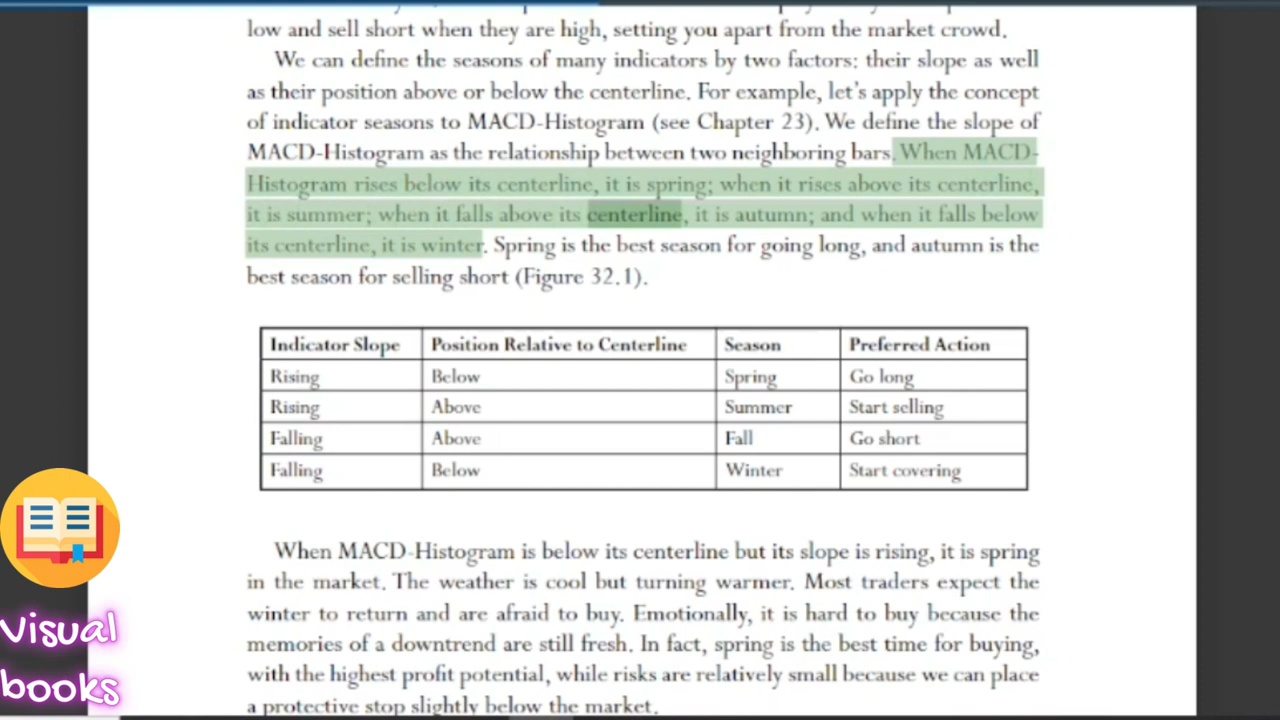 low and sell short when they are high, setting you apart from the market crowd.
We can define the seasons of many indicators by two factors: their slope as well
as their position above or below the centerline. For example, let's apply the concept
of indicator seasons to MACD-Histogram (see Chapter 23). We define the slope of
MACD-Histogram as the relationship between two neighboring bars. When MACD-
Histogram rises below its centerline, it is spring; when it rises above its centerline,
it is summer; when it falls above its centerline, it is autumn; and when it falls below
its centerline, it is winter. Spring is the best season for going long, and autumn is the
best season for selling short (Figure 32.1).
Indicator Slope Position Relative to Centerline Season Preferred Action
Rising Below Spring Go long
Rising Above Summer Start selling
Falling Above Fall Go short
Falling Below Winter Start covering
When MACD-Histogram is below its centerline but its slope is rising, it is spring
in the market. The weather is cool but turning warmer. Most traders expect the
winter to return and are afraid to buy. Emotionally, it is hard to buy because the
memories of a downtrend are still fresh. In fact, spring is the best time for buying,
with the highest profit potential, while risks are relatively small because we can place
a protective stop slightly below the market.
Visual
books